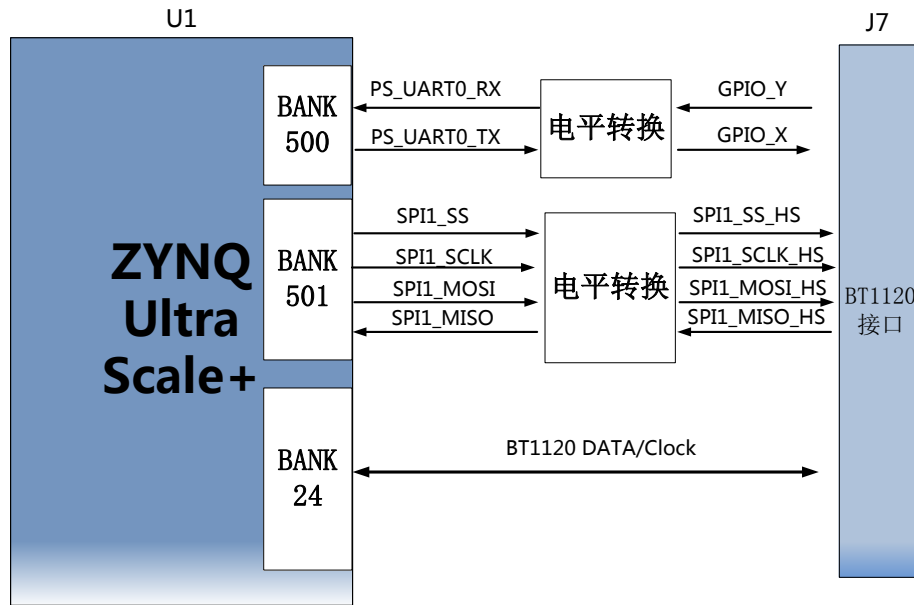 U1
J7
BANK
500
PS_UART0_RX
PS_UART0_TX
电平转换
GPIO_Y
GPIO_X
ZYNQ
Ultra
Scale+
BANK
501
SPI1_SS
SPI1_SCLK
SPI1_MOSI
SPI1_MISO
电平转换
SPI1_SS_HS
SPI1_SCLK_HS
SPI1_MOSI_HS
SPI1_MISO_HS
BT1120
接口
BANK
24
BT1120 DATA/Clock